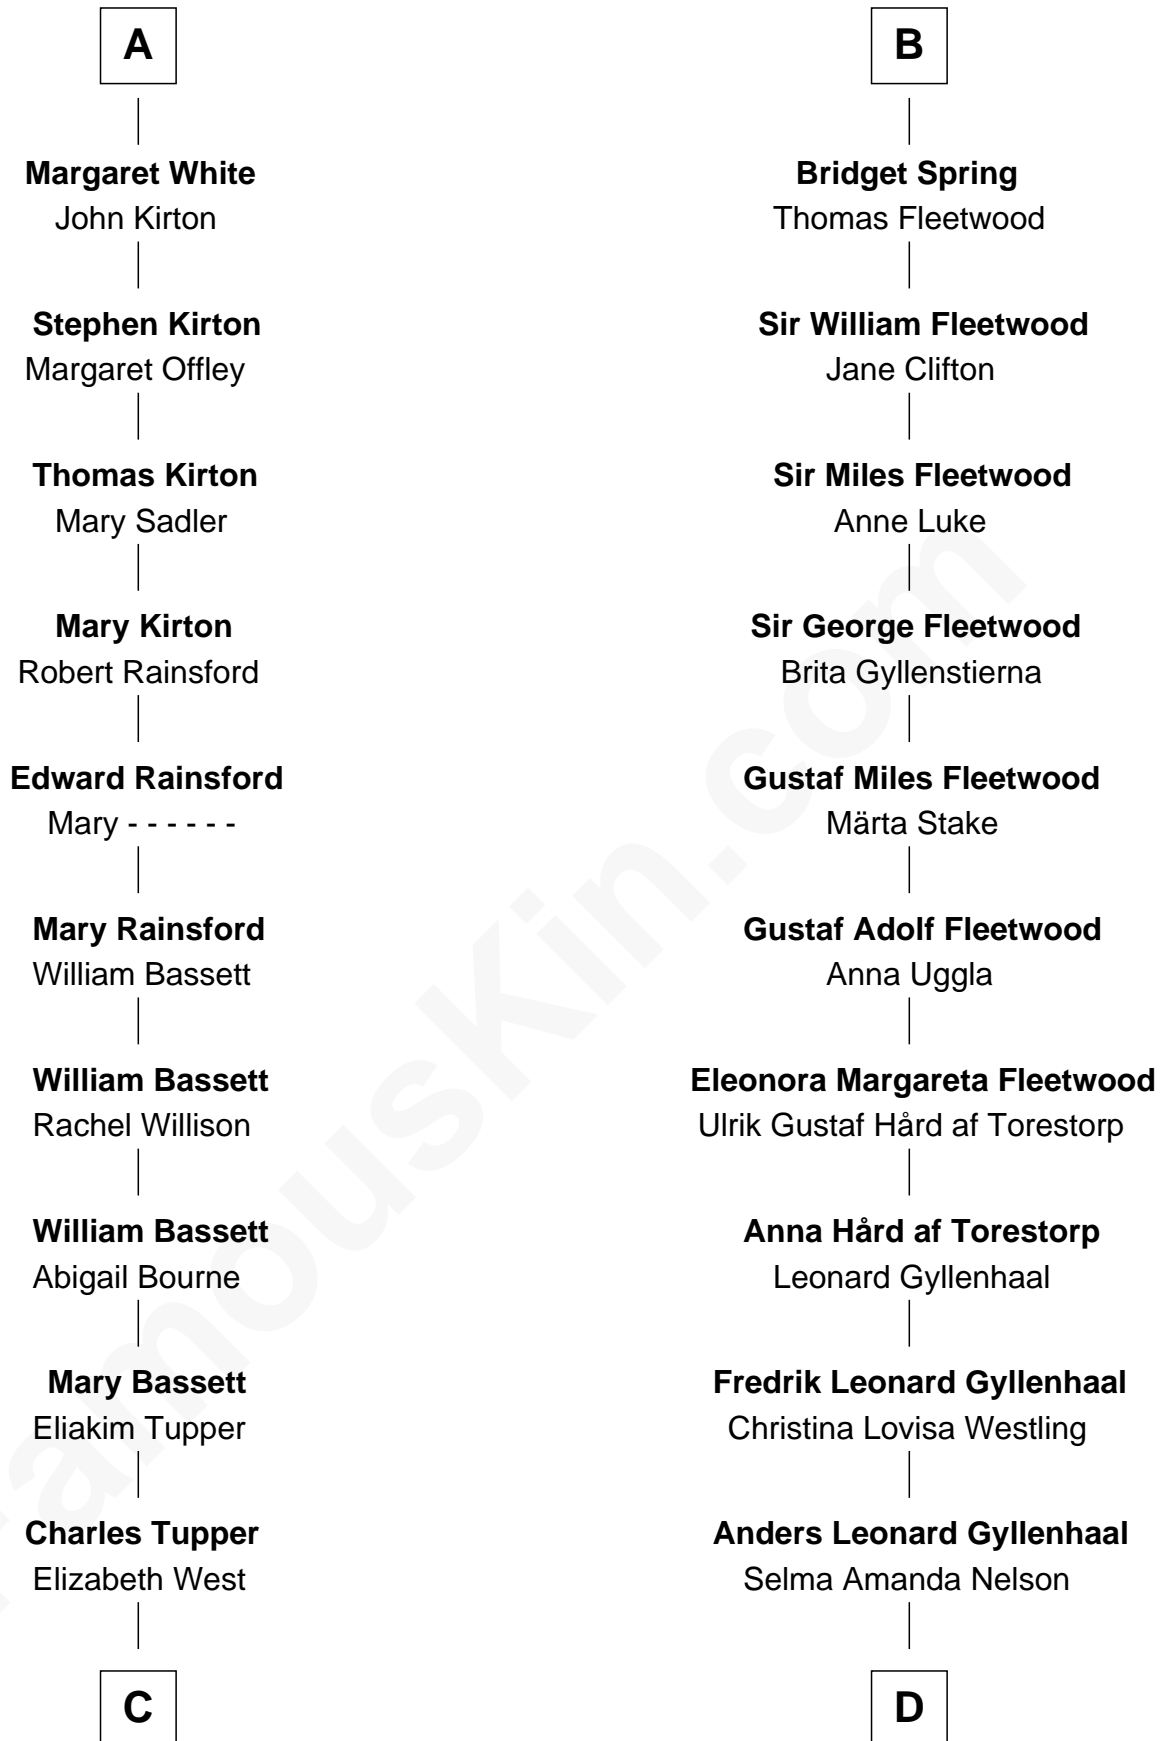 A
Margaret White
John Kirton
Stephen Kirton
Margaret Offley
Thomas Kirton
Mary Sadler
Mary Kirton
Robert Rainsford
Edward Rainsford
Mary - - - - - -
Mary Rainsford
William Bassett
William Bassett
Rachel Willison
William Bassett
Abigail Bourne
Mary Bassett
Eliakim Tupper
Charles Tupper
Elizabeth West
C
B
Bridget Spring
Thomas Fleetwood
Sir William Fleetwood
Jane Clifton
Sir Miles Fleetwood
Anne Luke
Sir George Fleetwood
Brita Gyllenstierna
Gustaf Miles Fleetwood
Märta Stake
Gustaf Adolf Fleetwood
Anna Uggla
Eleonora Margareta Fleetwood
Ulrik Gustaf Hård af Torestorp
Anna Hård af Torestorp
Leonard Gyllenhaal
Fredrik Leonard Gyllenhaal
Christina Lovisa Westling
Anders Leonard Gyllenhaal
Selma Amanda Nelson
D
FamousKin.com